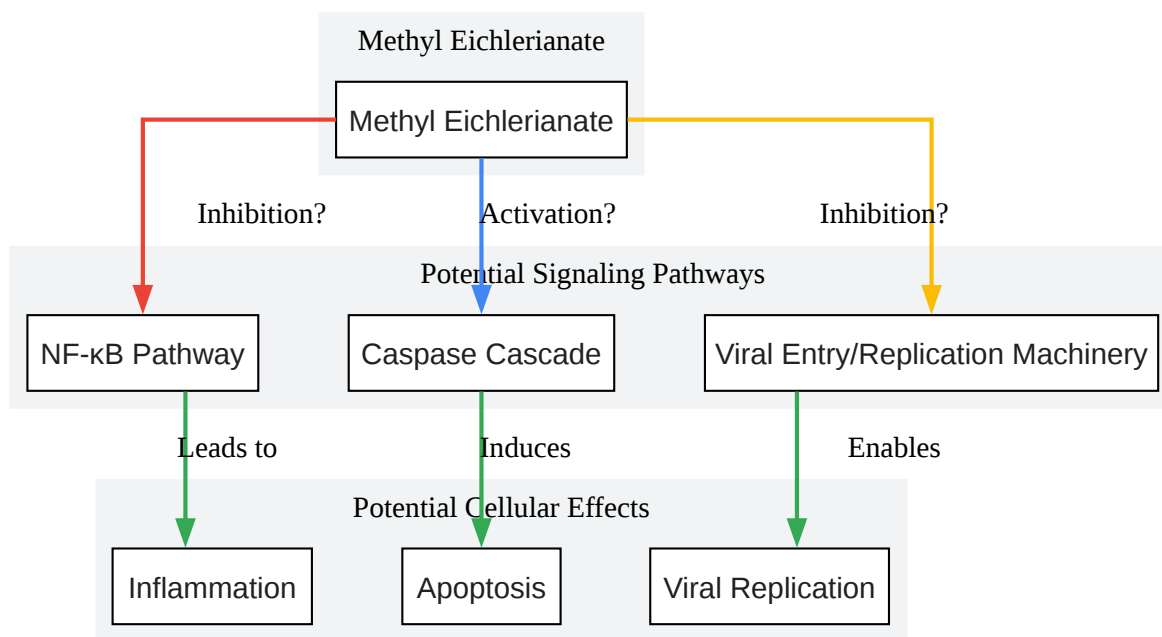 Methyl Eichlerianate
Methyl Eichlerianate
Inhibition?
Activation?
Inhibition?
Potential Signaling Pathways
NF-κB Pathway
Caspase Cascade
Viral Entry/Replication Machinery
Leads to
Induces
Enables
Potential Cellular Effects
Inflammation
Apoptosis
Viral Replication